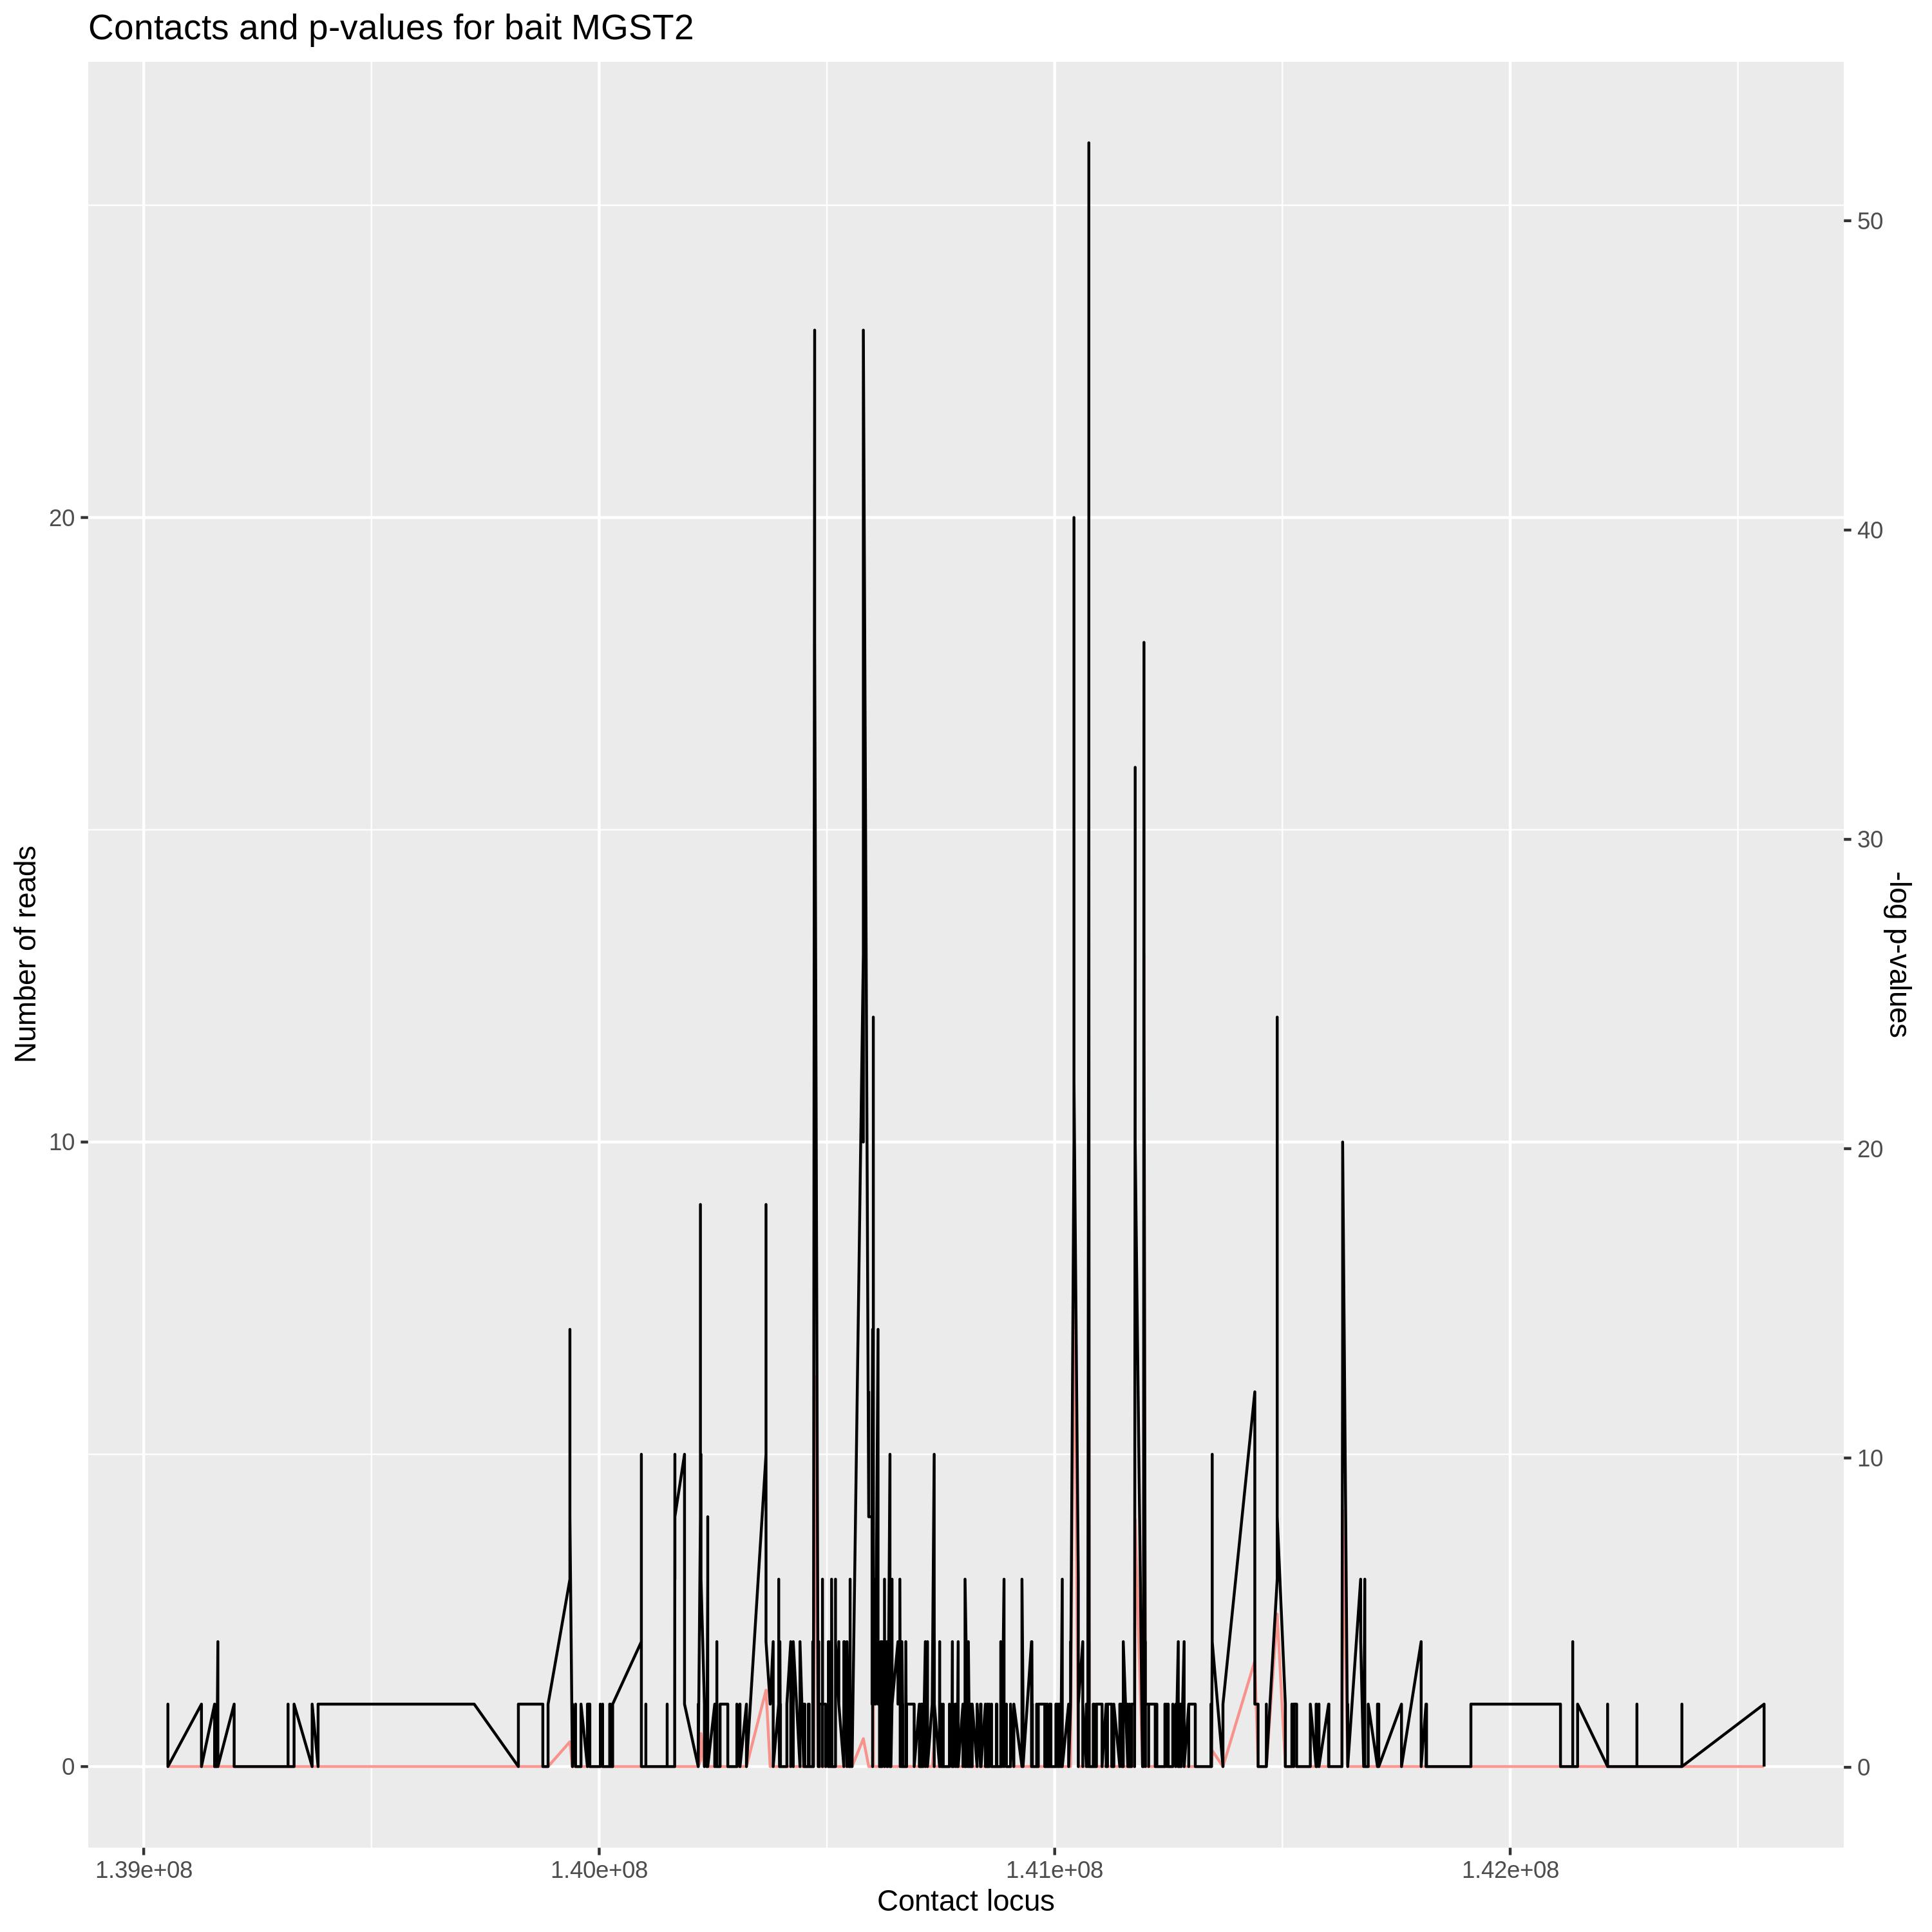 Contacts and p-values for bait MGST2
Number of reads
20
10
0
50
40
30
20
10
0
-log p-values
1.39e+08
1.40e+08
1.41e+08
1.42e+08
Contact locus